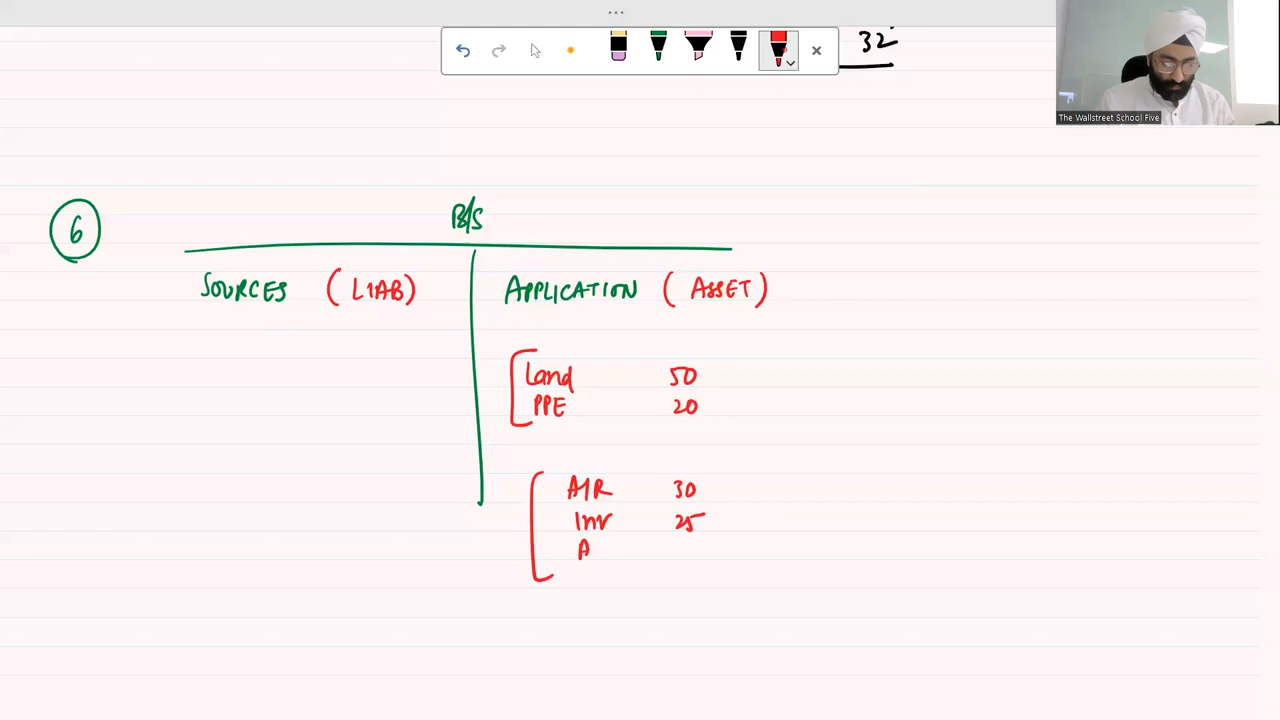 32
The Wallstreet School Five
6
B/S
SOURCES (LIAB) APPLICATION (ASSET)
Land 50
PPE 20
A/R 30
Inv 25
A